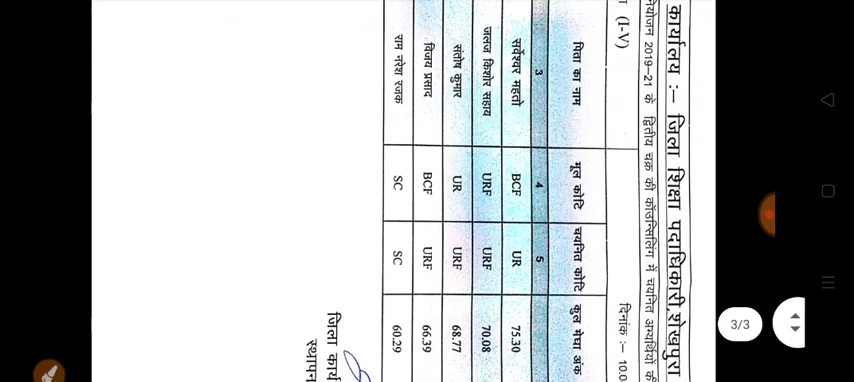 कार्यालय :– जिला शिक्षा पदाधिकारी,शेखपुरा
नियोजन 2019–21 के द्वितीय चक्र की कॉउन्सिलिंग में चयनित अभ्यर्थियों की
(I-V)
दिनांक :– 10.0
पिता का नाम मूल कोटि चयनित कोटि कुल मेघा अंक
3 4 5
सर्वेश्वर महतो BCF UR 75.30
जलज किशोर सहाय URF URF 70.08
संतोष कुमार UR URF 68.77
विजय प्रसाद BCF URF 66.39
राम नरेश रजक SC SC 60.29
जिला कार्य
स्थापन
3/3